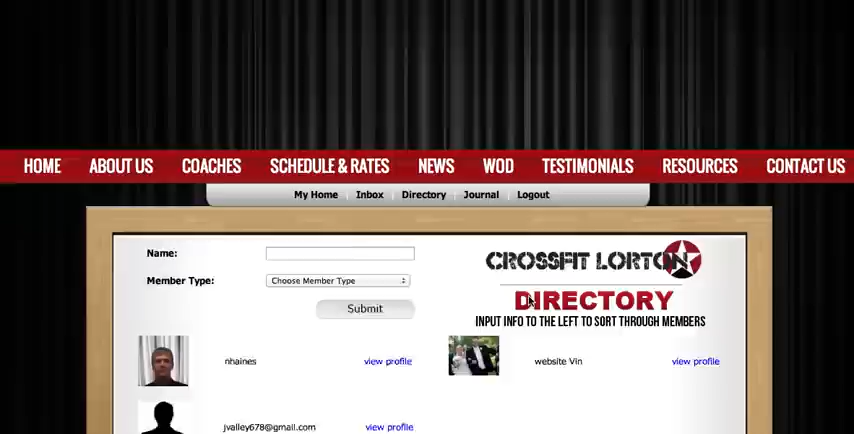 HOME ABOUT US COACHES SCHEDULE & RATES NEWS WOD TESTIMONIALS RESOURCES CONTACT US
My Home Inbox Directory Journal Logout
Name:
Member Type: Choose Member Type
Submit
CROSSFIT LORTON
DIRECTORY
INPUT INFO TO THE LEFT TO SORT THROUGH MEMBERS
nhaines view profile
website Vin view profile
jvalley678@gmail.com view profile